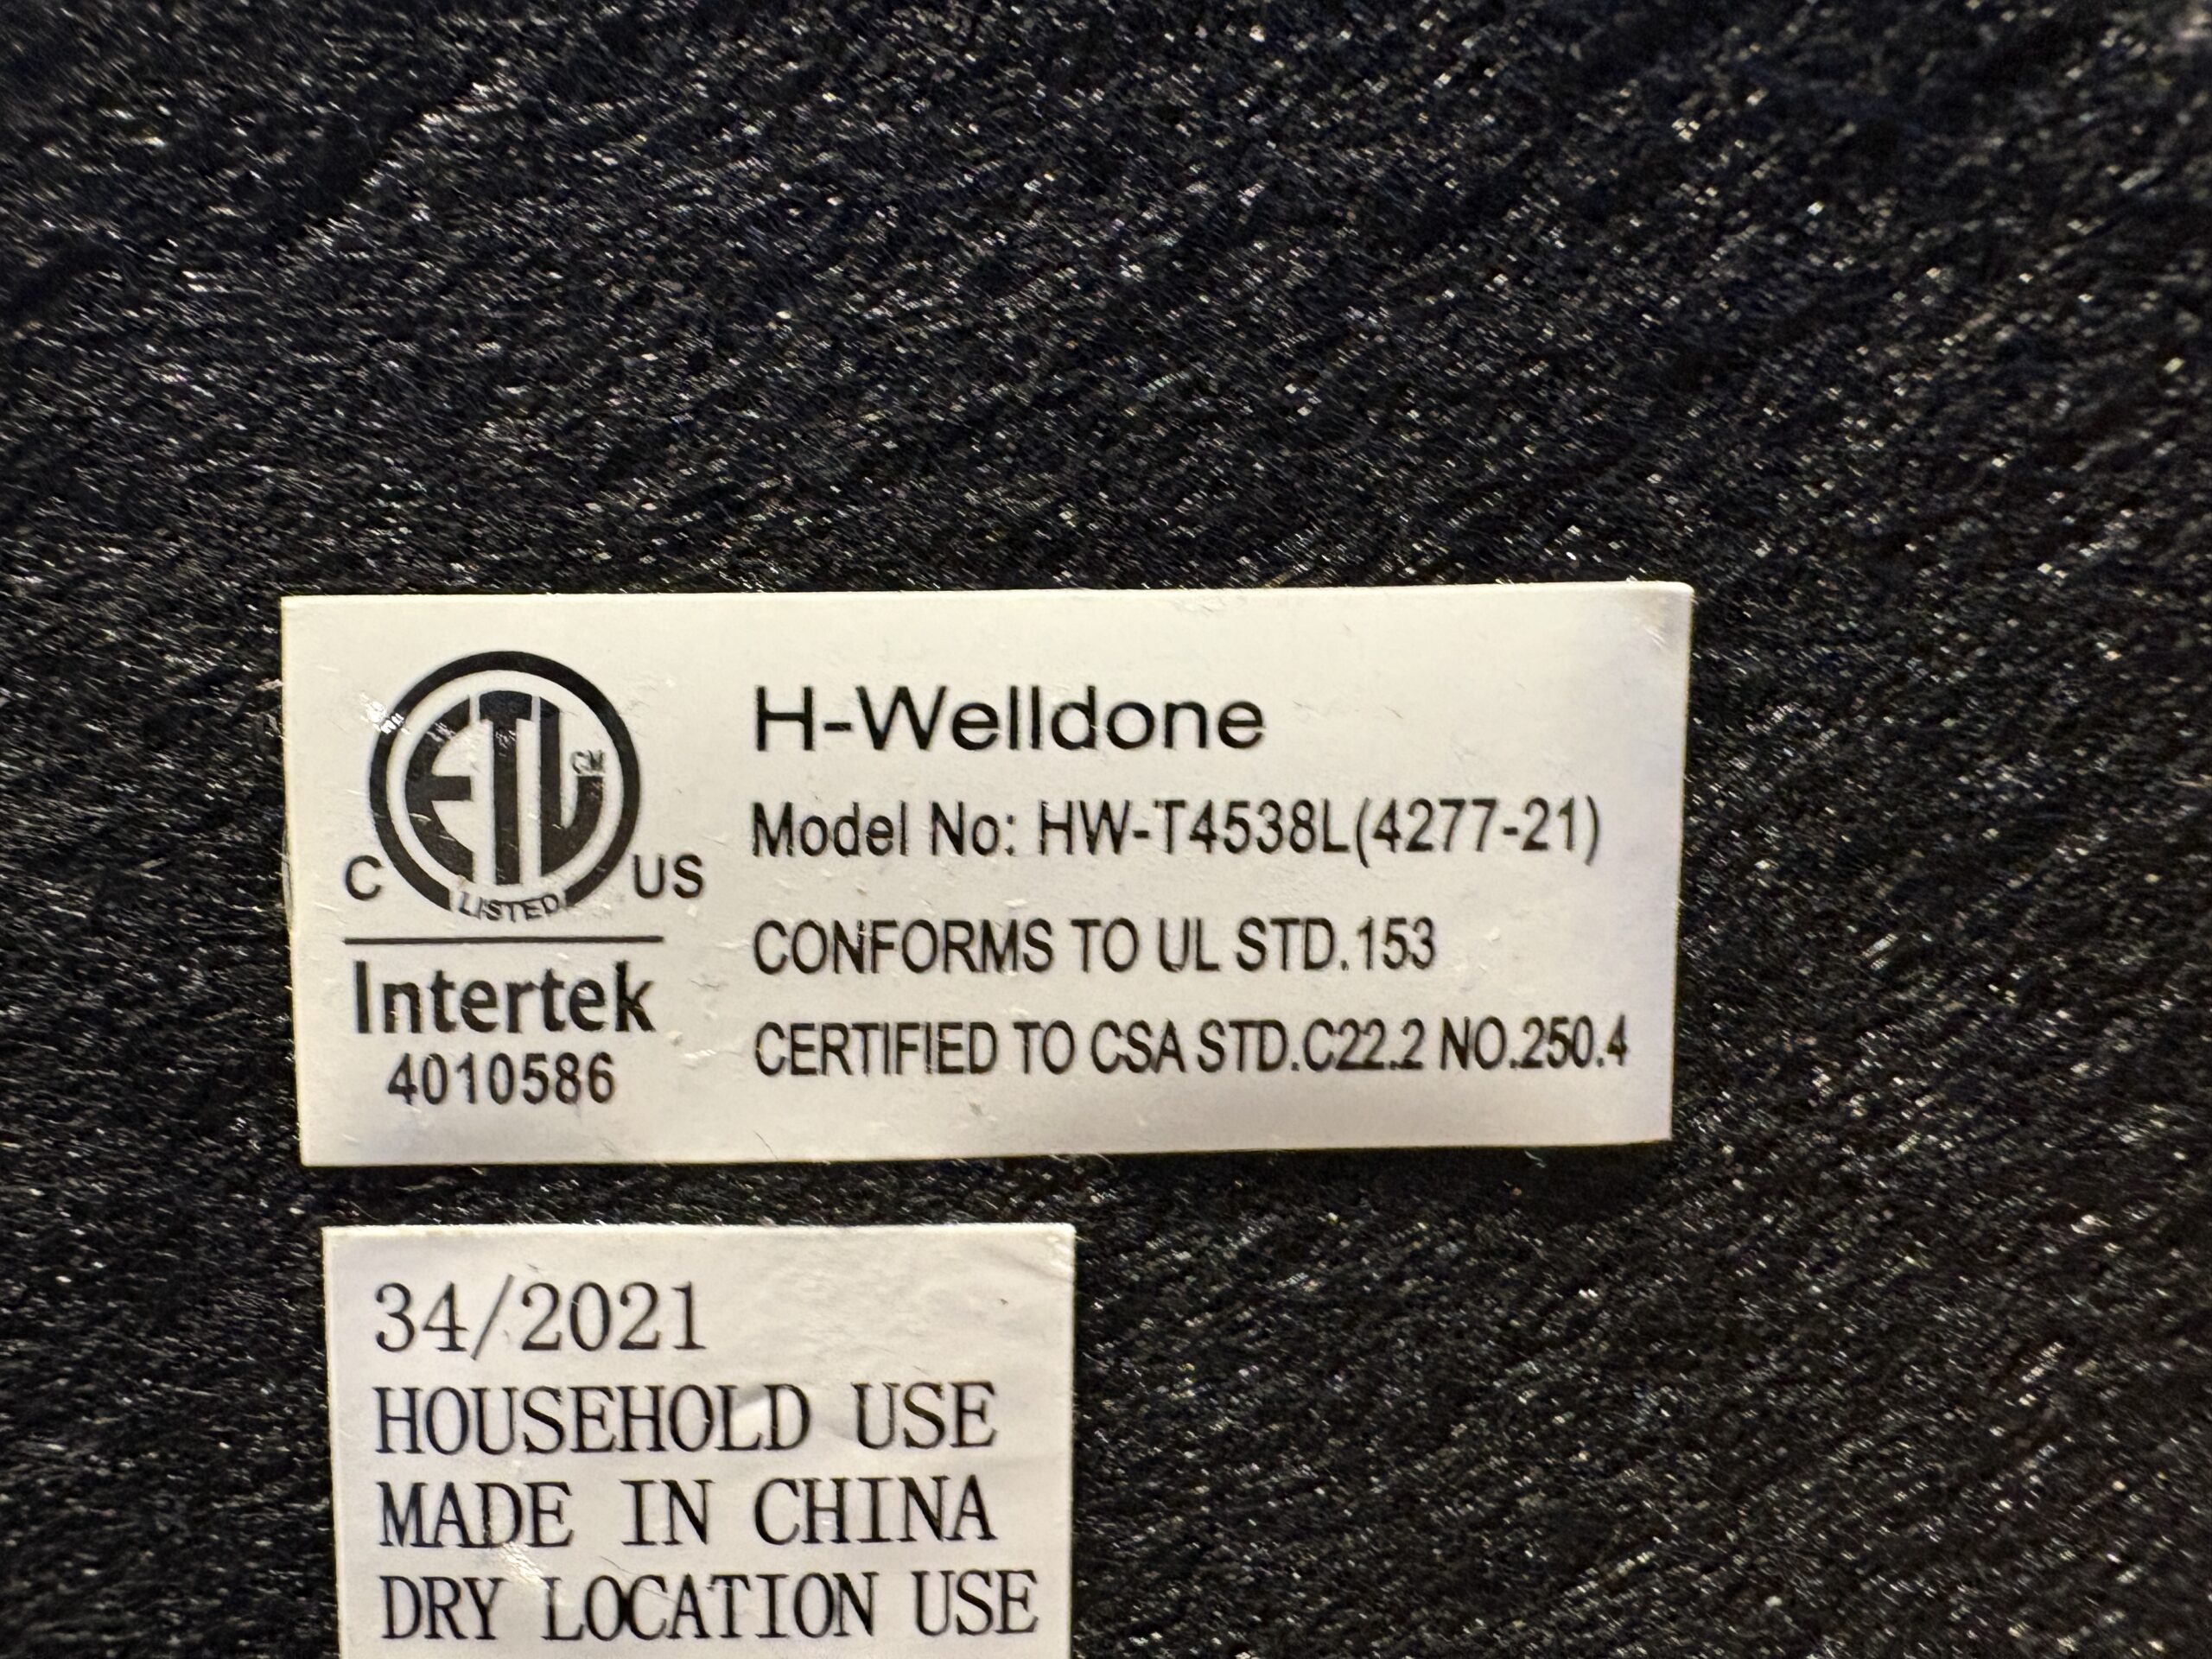 ETL CM
C US
LISTED
Intertek
4010586
H-Welldone
Model No: HW-T4538L(4277-21)
CONFORMS TO UL STD.153
CERTIFIED TO CSA STD.C22.2 NO.250.4
34/2021
HOUSEHOLD USE
MADE IN CHINA
DRY LOCATION USE